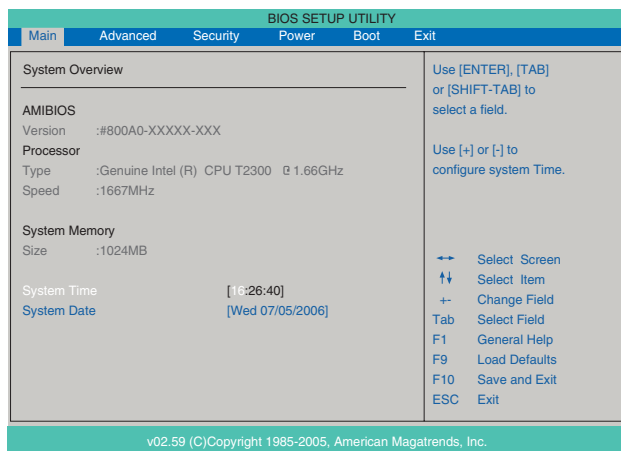 BIOS SETUP UTILITY
Main Advanced Security Power Boot Exit
System Overview
AMIBIOS
Version :#800A0-XXXXX-XXX
Processor
Type :Genuine Intel (R) CPU T2300 @ 1.66GHz
Speed :1667MHz
System Memory
Size :1024MB
System Time [16:26:40]
System Date [Wed 07/05/2006]
Use [ENTER], [TAB]
or [SHIFT-TAB] to
select a field.
Use [+] or [-] to
configure system Time.
↔ Select Screen
↑↓ Select Item
+- Change Field
Tab Select Field
F1 General Help
F9 Load Defaults
F10 Save and Exit
ESC Exit
v02.59 (C)Copyright 1985-2005, American Magatrends, Inc.